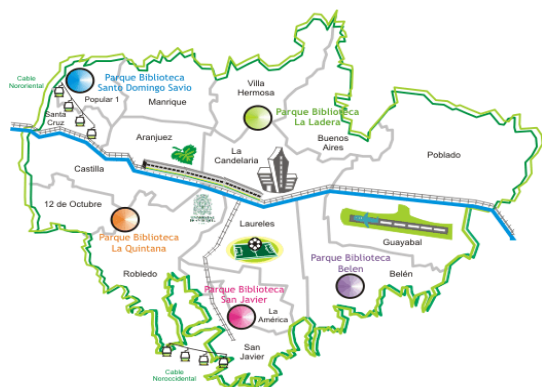 Cable
Nororiental
Parque Biblioteca
Santo Domingo Savio
Popular 1
Santa
Cruz
Manrique
Villa
Hermosa
Parque Biblioteca
La Ladera
Aranjuez
La
Candelaria
Buenos
Aires
Poblado
Castilla
12 de Octubre
Parque Biblioteca
La Quintana
Laureles
Guayabal
Robledo
Parque Biblioteca
Belen
Belén
Parque Biblioteca
San Javier
La
América
San
Javier
Cable
Noroccidental